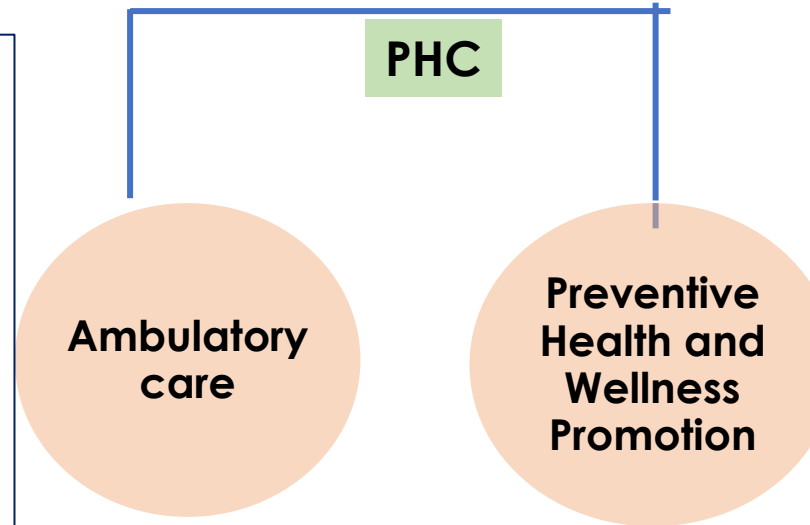 PHC
Ambulatory
care
Preventive
Health and
Wellness
Promotion